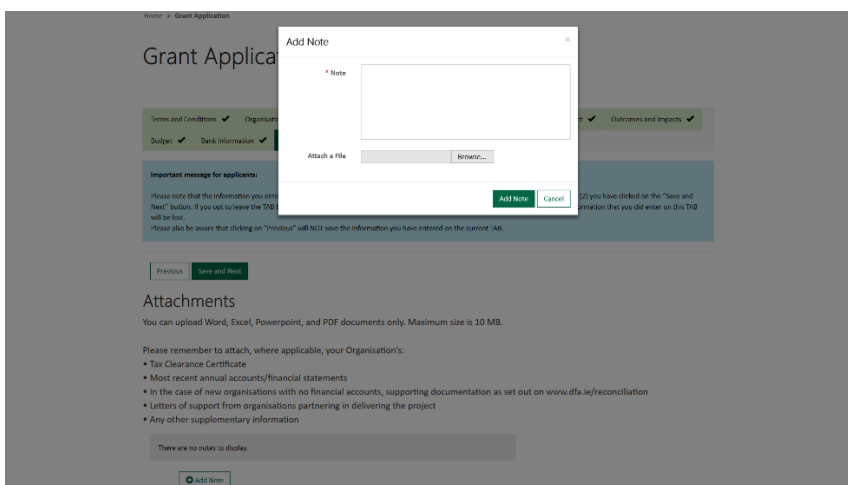 Home > Grant Application
Add Note
×
Grant Applica
* Note
Terms and Conditions ✔ Organisatio ✔ Outcomes and Impacts ✔
Budget ✔ Bank Information ✔
Attach a File Browse...
Important message for applicants:
Please note that the information you ente [2] you have clicked on the "Save and
Add Note Cancel
Next" button. If you opt to leave the TAB ormation that you did enter on this TAB
will be lost.
Please also be aware that clicking on "Previous" will NOT save the information you have entered on the current TAB.
Previous Save and Next
Attachments
You can upload Word, Excel, Powerpoint, and PDF documents only. Maximum size is 10 MB.
Please remember to attach, where applicable, your Organisation's:
• Tax Clearance Certificate
• Most recent annual accounts/financial statements
• In the case of new organisations with no financial accounts, supporting documentation as set out on www.dfa.ie/reconciliation
• Letters of support from organisations partnering in delivering the project
• Any other supplementary information
There are no notes to display.
Add Note